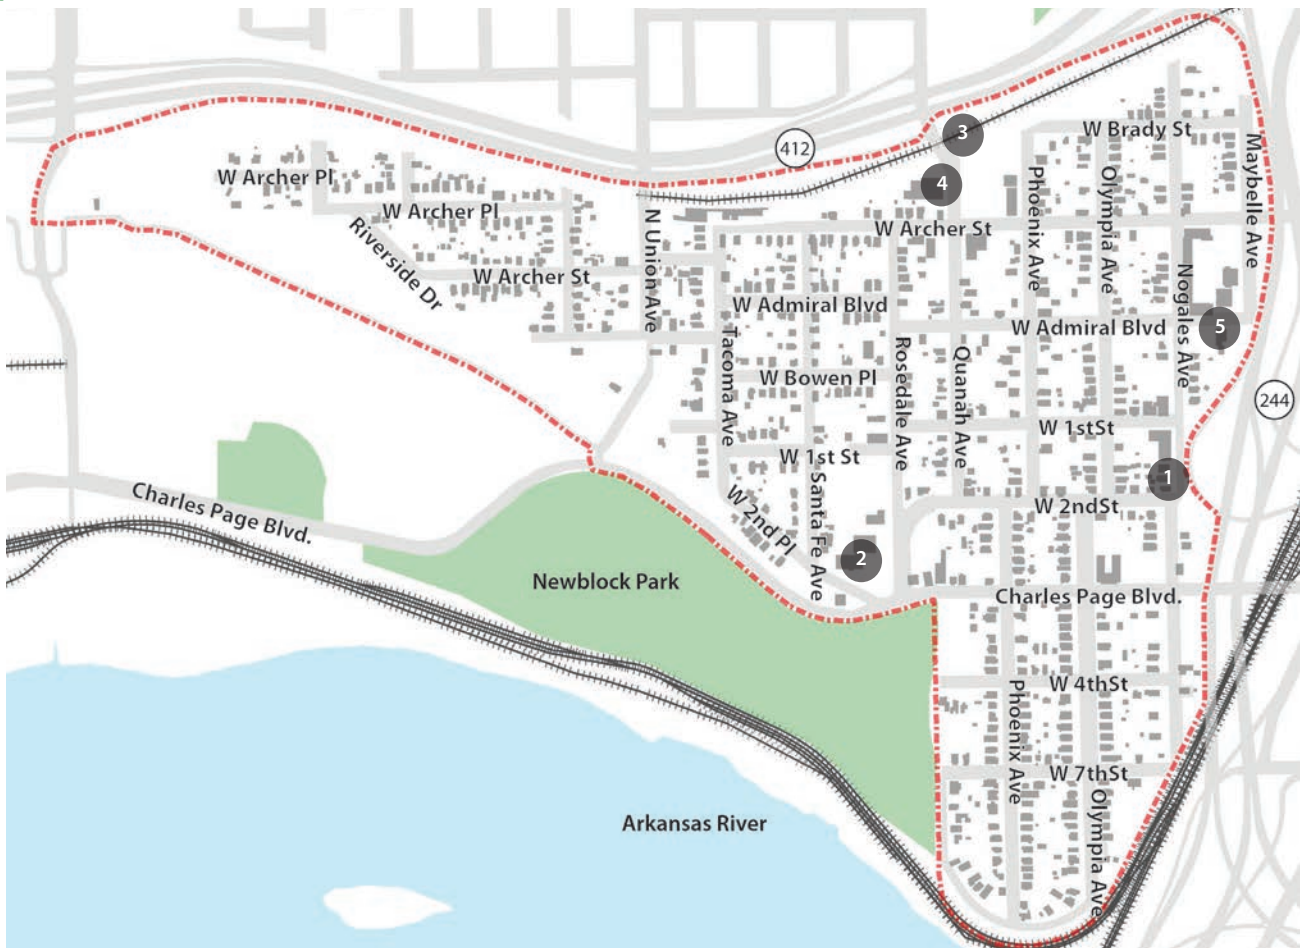 3
W Brady St
412
4
W Archer Pl
Maybelle Ave
Phoenix Ave
Olympia Ave
W Archer Pl
N Union Ave
W Archer St
Riverside Dr
W Archer St
Nogales Ave
W Admiral Blvd
W Admiral Blvd
5
Tacoma Ave
Rosedale Ave
Quanah Ave
W Bowen Pl
244
W 1stSt
W 1st St
1
Charles Page Blvd.
W 2nd Pl
Santa Fe Ave
W 2ndSt
2
Newblock Park
Charles Page Blvd.
W 4thSt
Phoenix Ave
W 7thSt
Olympia Ave
Arkansas River